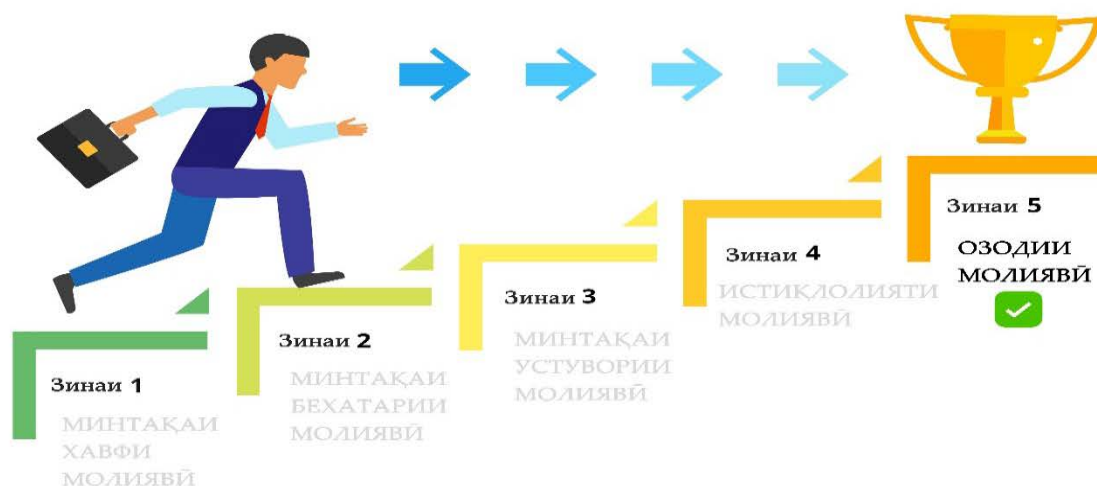 Зинаи 1
МИНТАҚАИ
ХАВФИ
МОЛИЯВӢ
Зинаи 2
МИНТАҚАИ
БЕХАТАРИИ
МОЛИЯВӢ
Зинаи 3
МИНТАҚАИ
УСТУВОРИИ
МОЛИЯВӢ
Зинаи 4
ИСТИҚЛОЛИЯТИ
МОЛИЯВӢ
Зинаи 5
ОЗОДИИ
МОЛИЯВӢ